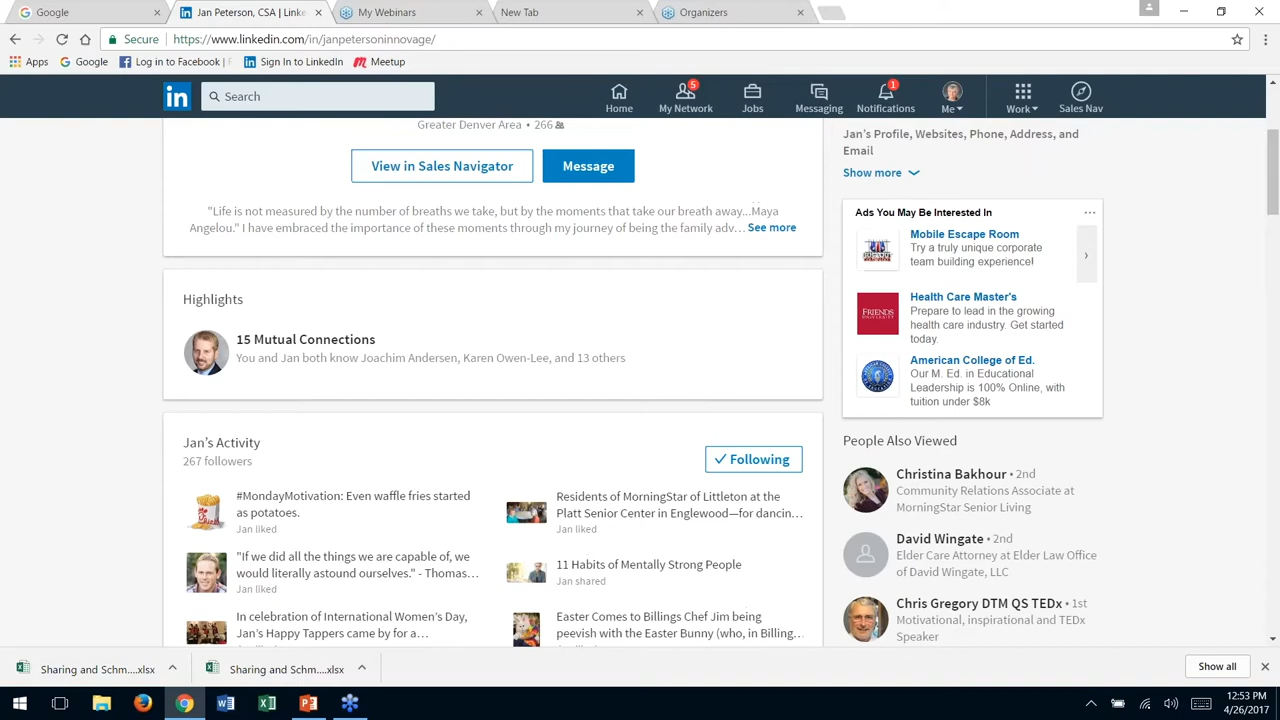 Google
Jan Peterson, CSA | Linke
My Webinars
New Tab
Organizers
Secure
https://www.linkedin.com/in/janpetersoninnovage/
Apps
Google
Log in to Facebook |
Sign In to LinkedIn
Meetup
in
Search
Home
5
My Network
Jobs
Messaging
1
Notifications
Me
Work
Sales Nav
Greater Denver Area • 266
View in Sales Navigator
Message
"Life is not measured by the number of breaths we take, but by the moments that take our breath away...Maya
Angelou." I have embraced the importance of these moments through my journey of being the family adv…
See more
Highlights
15 Mutual Connections
You and Jan both know Joachim Andersen, Karen Owen-Lee, and 13 others
Jan's Activity
267 followers
Following
#MondayMotivation: Even waffle fries started
as potatoes.
Jan liked
"If we did all the things we are capable of, we
would literally astound ourselves." - Thomas…
Jan liked
In celebration of International Women's Day,
Jan's Happy Tappers came by for a…
Residents of MorningStar of Littleton at the
Platt Senior Center in Englewood—for dancin…
Jan liked
11 Habits of Mentally Strong People
Jan shared
Easter Comes to Billings Chef Jim being
peevish with the Easter Bunny (who, in Billing…
Jan's Profile, Websites, Phone, Address, and
Email
Show more
Ads You May Be Interested In
Mobile Escape Room
Try a truly unique corporate
team building experience!
Health Care Master's
Prepare to lead in the growing
health care industry. Get started
today.
FRIENDS
UNIVERSITY
American College of Ed.
Our M. Ed. in Educational
Leadership is 100% Online, with
tuition under $8k
People Also Viewed
Christina Bakhour • 2nd
Community Relations Associate at
MorningStar Senior Living
David Wingate • 2nd
Elder Care Attorney at Elder Law Office
of David Wingate, LLC
Chris Gregory DTM QS TEDx • 1st
Motivational, inspirational and TEDx
Speaker
Sharing and Schm....xlsx
Sharing and Schm....xlsx
Show all
12:53 PM
4/26/2017